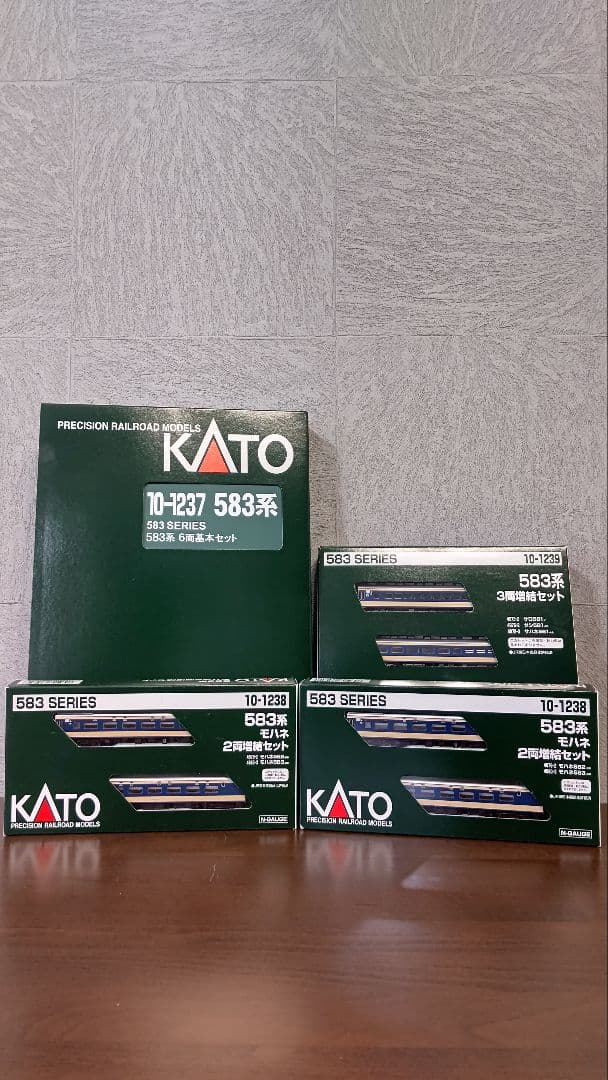 PRECISION RAILROAD MODELS
KATO
10-1237 583系
583 SERIES
583系 6両基本セット
583 SERIES 10-1239
583系
3両増結セット
583 SERIES 10-1238
583系
モハネ
2両増結セット
KATO
PRECISION RAILROAD MODELS
N-GAUGE
583 SERIES 10-1238
583系
モハネ
2両増結セット
KATO
PRECISION RAILROAD MODELS
N-GAUGE